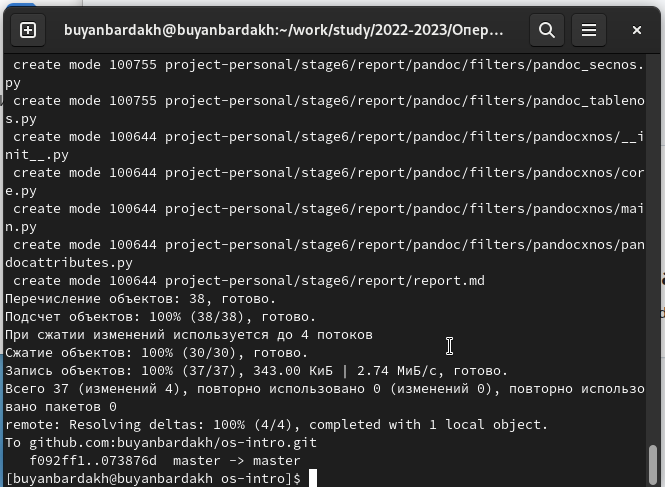 buyanbardakh@buyanbardakh:~/work/study/2022-2023/Опер...
 create mode 100755 project-personal/stage6/report/pandoc/filters/pandoc_secnos.
py
 create mode 100755 project-personal/stage6/report/pandoc/filters/pandoc_tableno
s.py
 create mode 100644 project-personal/stage6/report/pandoc/filters/pandocxnos/__i
nit__.py
 create mode 100644 project-personal/stage6/report/pandoc/filters/pandocxnos/cor
e.py
 create mode 100644 project-personal/stage6/report/pandoc/filters/pandocxnos/mai
n.py
 create mode 100644 project-personal/stage6/report/pandoc/filters/pandocxnos/pan
docattributes.py
 create mode 100644 project-personal/stage6/report/report.md
Перечисление объектов: 38, готово.
Подсчет объектов: 100% (38/38), готово.
При сжатии изменений используется до 4 потоков
Сжатие объектов: 100% (30/30), готово.
Запись объектов: 100% (37/37), 343.00 КиБ | 2.74 МиБ/с, готово.
Всего 37 (изменений 4), повторно использовано 0 (изменений 0), повторно использо
вано пакетов 0
remote: Resolving deltas: 100% (4/4), completed with 1 local object.
To github.com:buyanbardakh/os-intro.git
   f092ff1..073876d  master -> master
[buyanbardakh@buyanbardakh os-intro]$